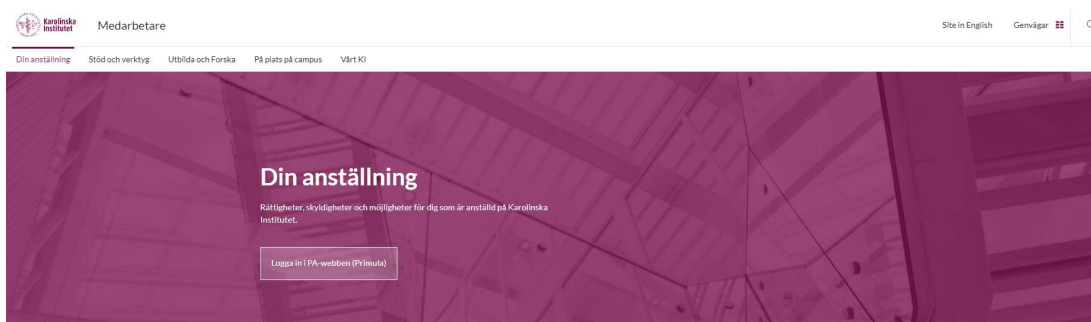 Karolinska
Institutet
Medarbetare
Site in English
Genvägar
Din anställning
Stöd och verktyg
Utbilda och Forska
På plats på campus
Vårt KI
Din anställning
Rättigheter, skyldigheter och möjligheter för dig som är anställd på Karolinska
Institutet.
Logga in i PA-webben (Primula)